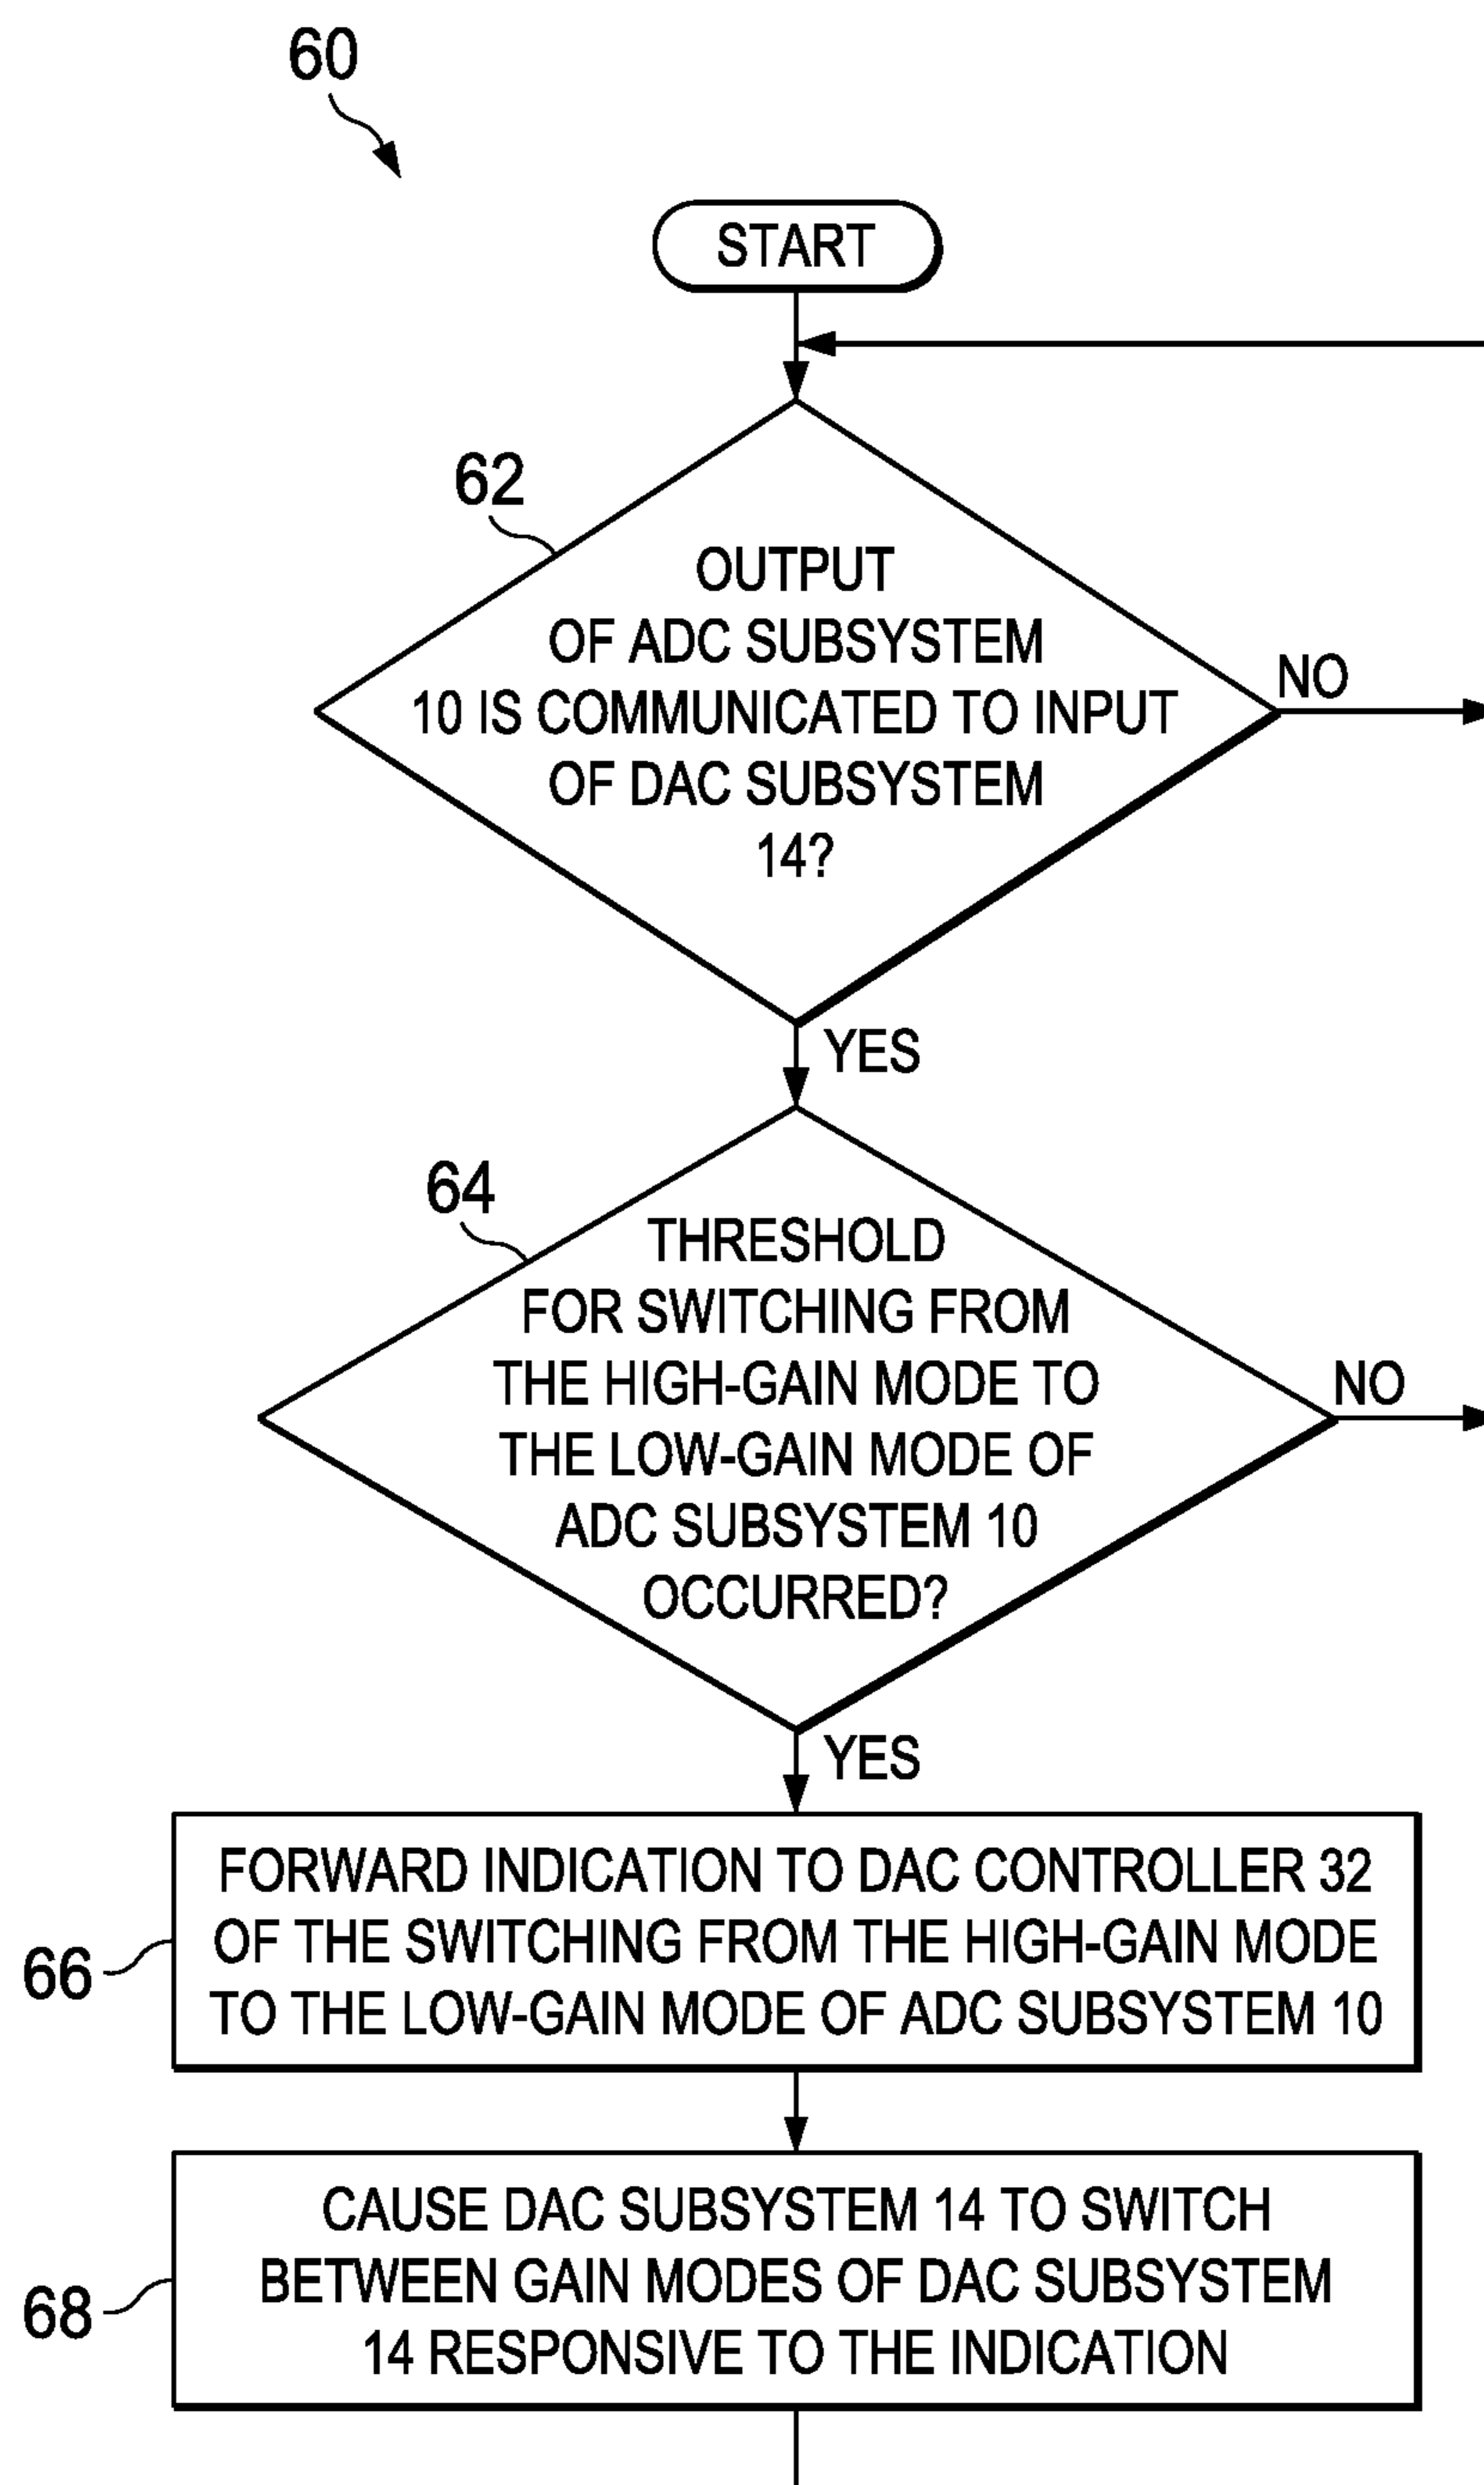 60
START
62
OUTPUT
OF ADC SUBSYSTEM
10 IS COMMUNICATED TO INPUT
OF DAC SUBSYSTEM
14?
NO
YES
64
THRESHOLD
FOR SWITCHING FROM
THE HIGH-GAIN MODE TO
THE LOW-GAIN MODE OF
ADC SUBSYSTEM 10
OCCURRED?
NO
YES
66
FORWARD INDICATION TO DAC CONTROLLER 32
OF THE SWITCHING FROM THE HIGH-GAIN MODE
TO THE LOW-GAIN MODE OF ADC SUBSYSTEM 10
68
CAUSE DAC SUBSYSTEM 14 TO SWITCH
BETWEEN GAIN MODES OF DAC SUBSYSTEM
14 RESPONSIVE TO THE INDICATION